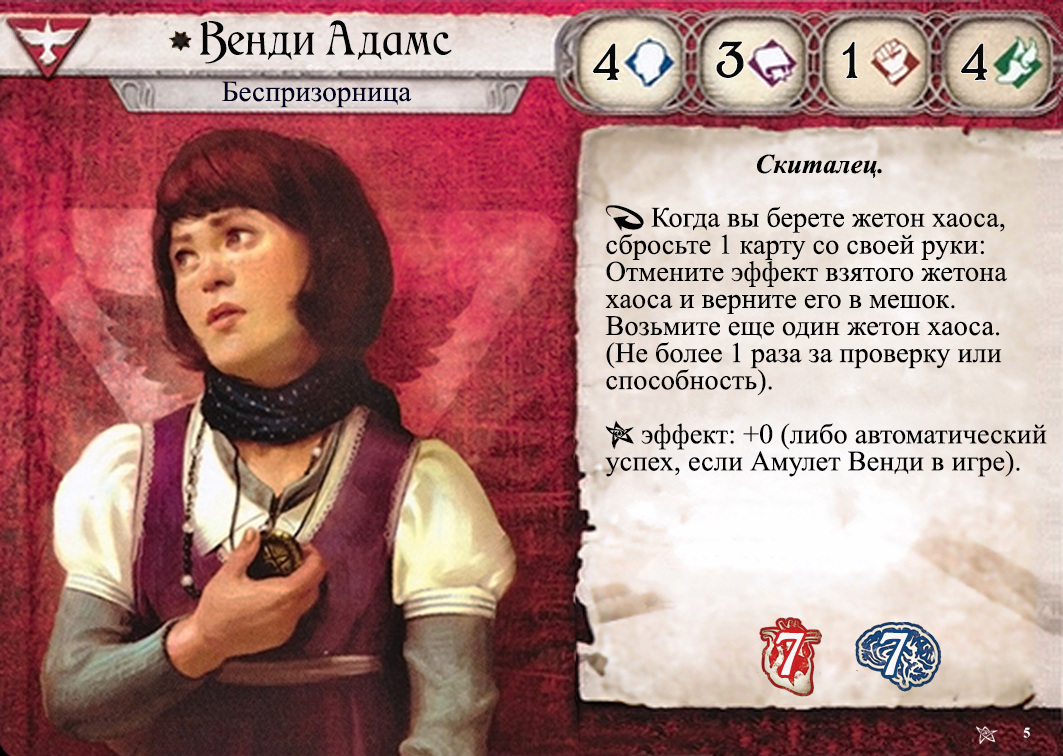 Венди Адамс
Беспризорница
4 3 1 4
Скиталец.
Когда вы берете жетон хаоса,
сбросьте 1 карту со своей руки:
Отмените эффект взятого жетона
хаоса и верните его в мешок.
Возьмите еще один жетон хаоса.
(Не более 1 раза за проверку или
способность).
эффект: +0 (либо автоматический
успех, если Амулет Венди в игре).
7 7
5